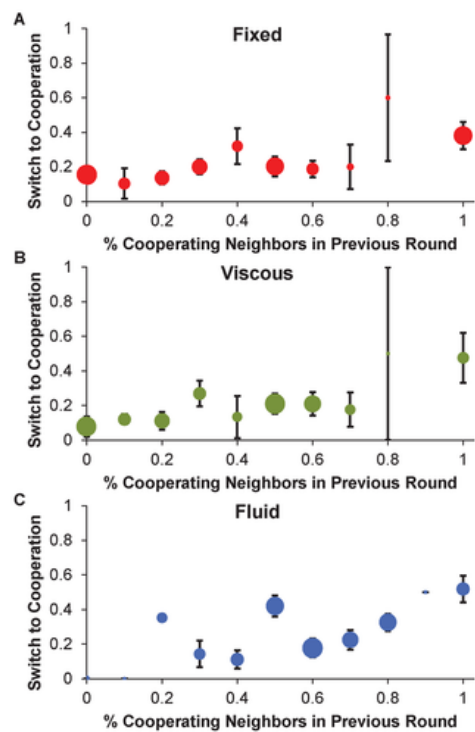 A
Fixed
Switch to Cooperation
1
0.8
0.6
0.4
0.2
0
0 0.2 0.4 0.6 0.8 1
% Cooperating Neighbors in Previous Round
B
Viscous
Switch to Cooperation
1
0.8
0.6
0.4
0.2
0
0 0.2 0.4 0.6 0.8 1
% Cooperating Neighbors in Previous Round
C
Fluid
Switch to Cooperation
1
0.8
0.6
0.4
0.2
0
0 0.2 0.4 0.6 0.8 1
% Cooperating Neighbors in Previous Round